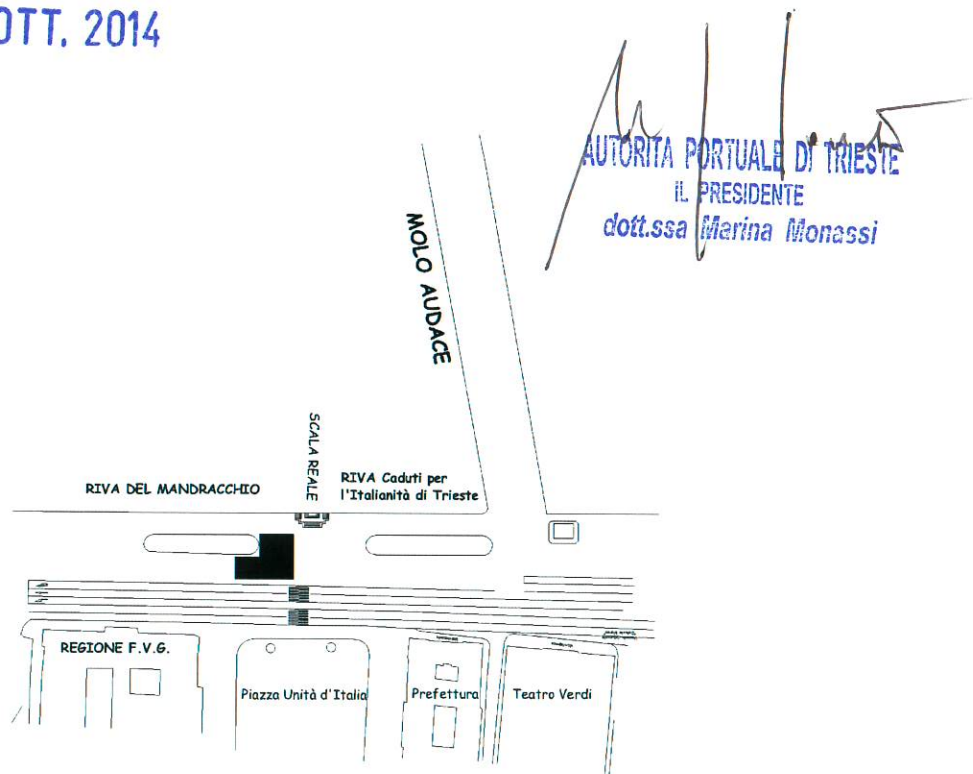 OTT. 2014
AUTORITA PORTUALE DI TRIESTE
IL PRESIDENTE
dott.ssa Marina Monassi
MOLO AUDACE
SCALA REALE
RIVA DEL MANDRACCHIO
RIVA Caduti per
l'Italianità di Trieste
REGIONE F.V.G.
Piazza Unità d'Italia
Prefettura
Teatro Verdi